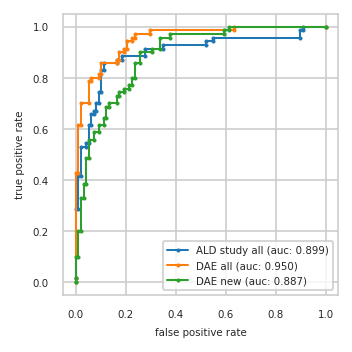 1.0
0.8
0.6
0.4
0.2
0.0
true positive rate
ALD study all (auc: 0.899)
DAE all (auc: 0.950)
DAE new (auc: 0.887)
0.0 0.2 0.4 0.6 0.8 1.0
false positive rate